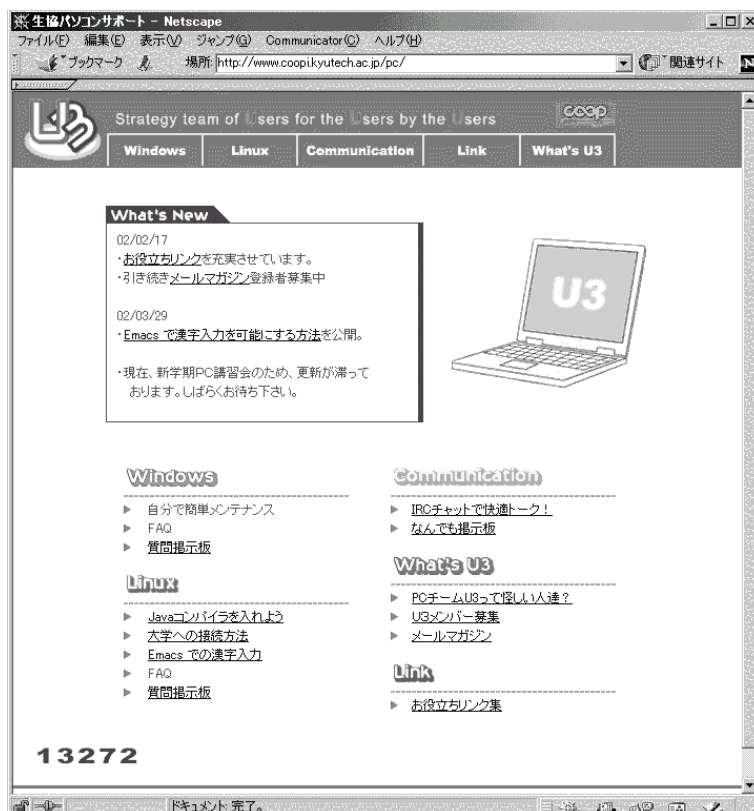 生協パソコンサポート - Netscape
ファイル(F) 編集(E) 表示(V) ジャンプ(G) Communicator(C) ヘルプ(H)
ブックマーク 場所: http://www.coopi.kyutech.ac.jp/pc/ 関連サイト N
U3 Strategy team of Users for the Users by the Users coop
Windows Linux Communication Link What's U3
What's New
02/02/17
・お役立ちリンクを充実させています。
・引き続きメールマガジン登録者募集中
02/03/29
・Emacs で漢字入力を可能にする方法を公開。
・現在、新学期PC講習会のため、更新が滞って
おります。しばらくお待ち下さい。
U3
Windows
自分で簡単メンテナンス
FAQ
質問掲示板
Linux
Javaコンパイラを入れよう
大学への接続方法
Emacs での漢字入力
FAQ
質問掲示板
Communication
IRCチャットで快適トーク！
なんでも掲示板
What's U3
PCチームU3って怪しい人達？
U3メンバー募集
メールマガジン
Link
お役立ちリンク集
13272
ドキュメント: 完了。